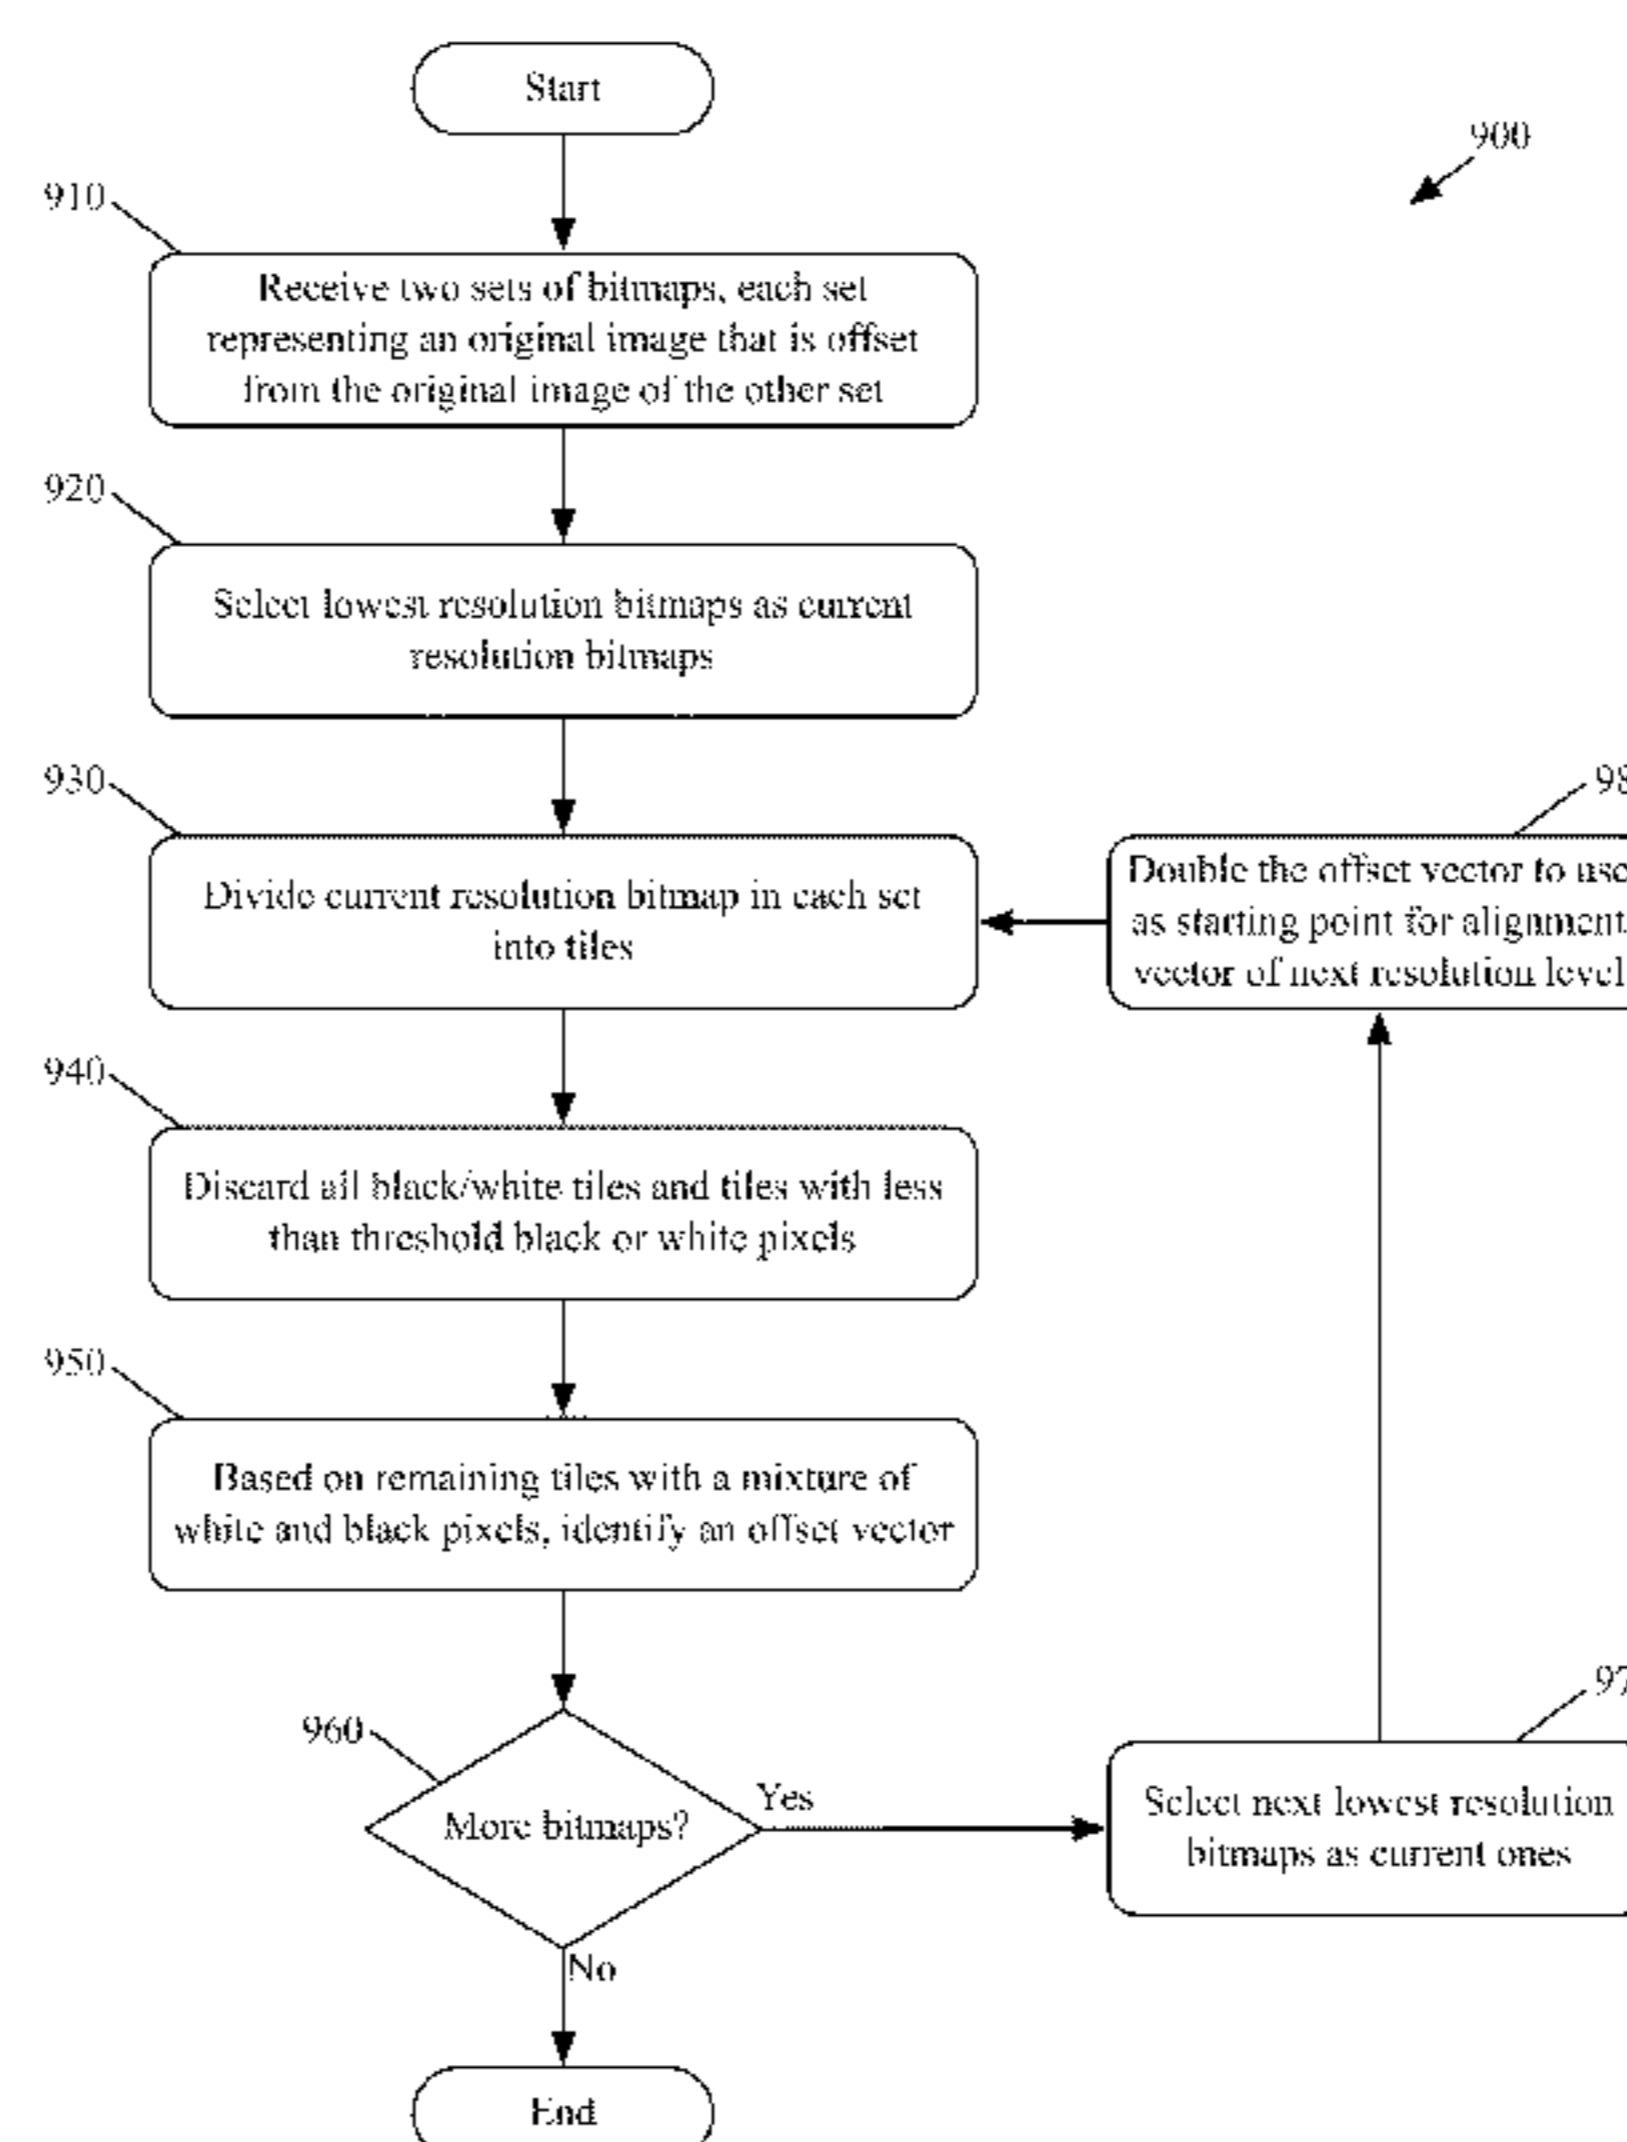 Start
900
910
Receive two sets of bitmaps, each set
representing an original image that is offset
from the original image of the other set
920
Select lowest resolution bitmaps as current
resolution bitmaps
930
Divide current resolution bitmap in each set
into tiles
98
Double the offset vector to use
as starting point for alignment
vector of next resolution level
940
Discard all black/white tiles and tiles with less
than threshold black or white pixels
950
Based on remaining tiles with a mixture of
white and black pixels, identify an offset vector
960
More bitmaps?
Yes
97
Select next lowest resolution
bitmaps as current ones
No
End